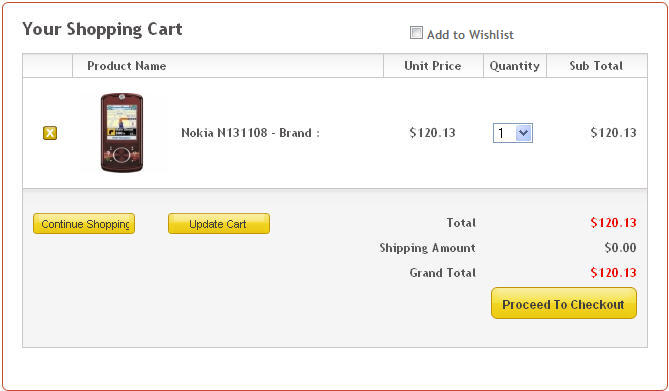 Your Shopping Cart
Add to Wishlist
Product Name Unit Price Quantity Sub Total
X Nokia N131108 - Brand : $120.13 1 $120.13
Continue Shopping Update Cart Total $120.13
Shipping Amount $0.00
Grand Total $120.13
Proceed To Checkout